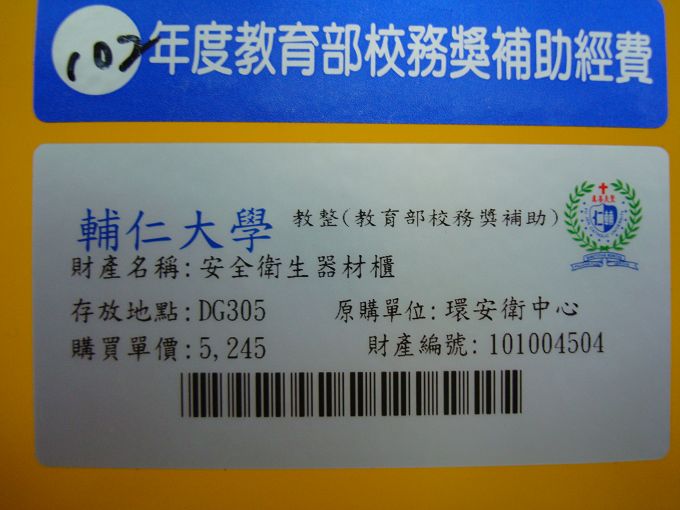 102年度教育部校務獎補助經費
輔仁大學 教整(教育部校務獎補助)
財產名稱:安全衛生器材櫃
存放地點:DG305 原購單位:環安衛中心
購買單價:5,245 財產編號:101004504